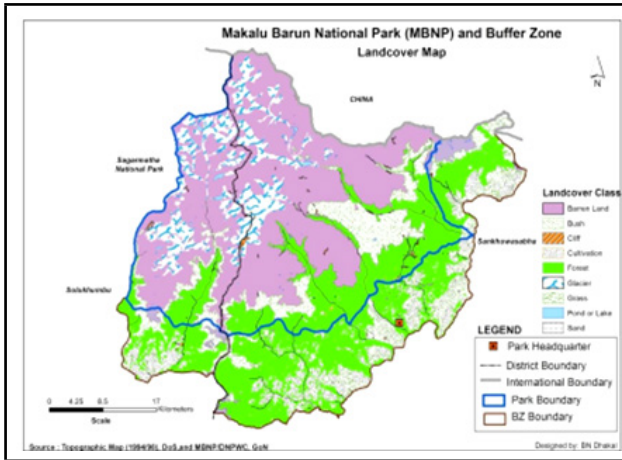 Makalu Barun National Park (MBNP) and Buffer Zone
Landcover Map
CHINA
N
Sagarmatha
National Park
Sankhuwasabha
Solukhumbu
Landcover Class
Barrun Land
Bush
Cliff
Cultivation
Forest
Glacier
Grass
Pond or Lake
Sand
LEGEND
Park Headquarter
District Boundary
International Boundary
Park Boundary
BZ Boundary
0 4.25 8.5 17
Kilometers
Scale
Source : Topographic Map (1994/96), DoS,and MBNP/DNPWC, GoN
Designed by: BN Dhakal